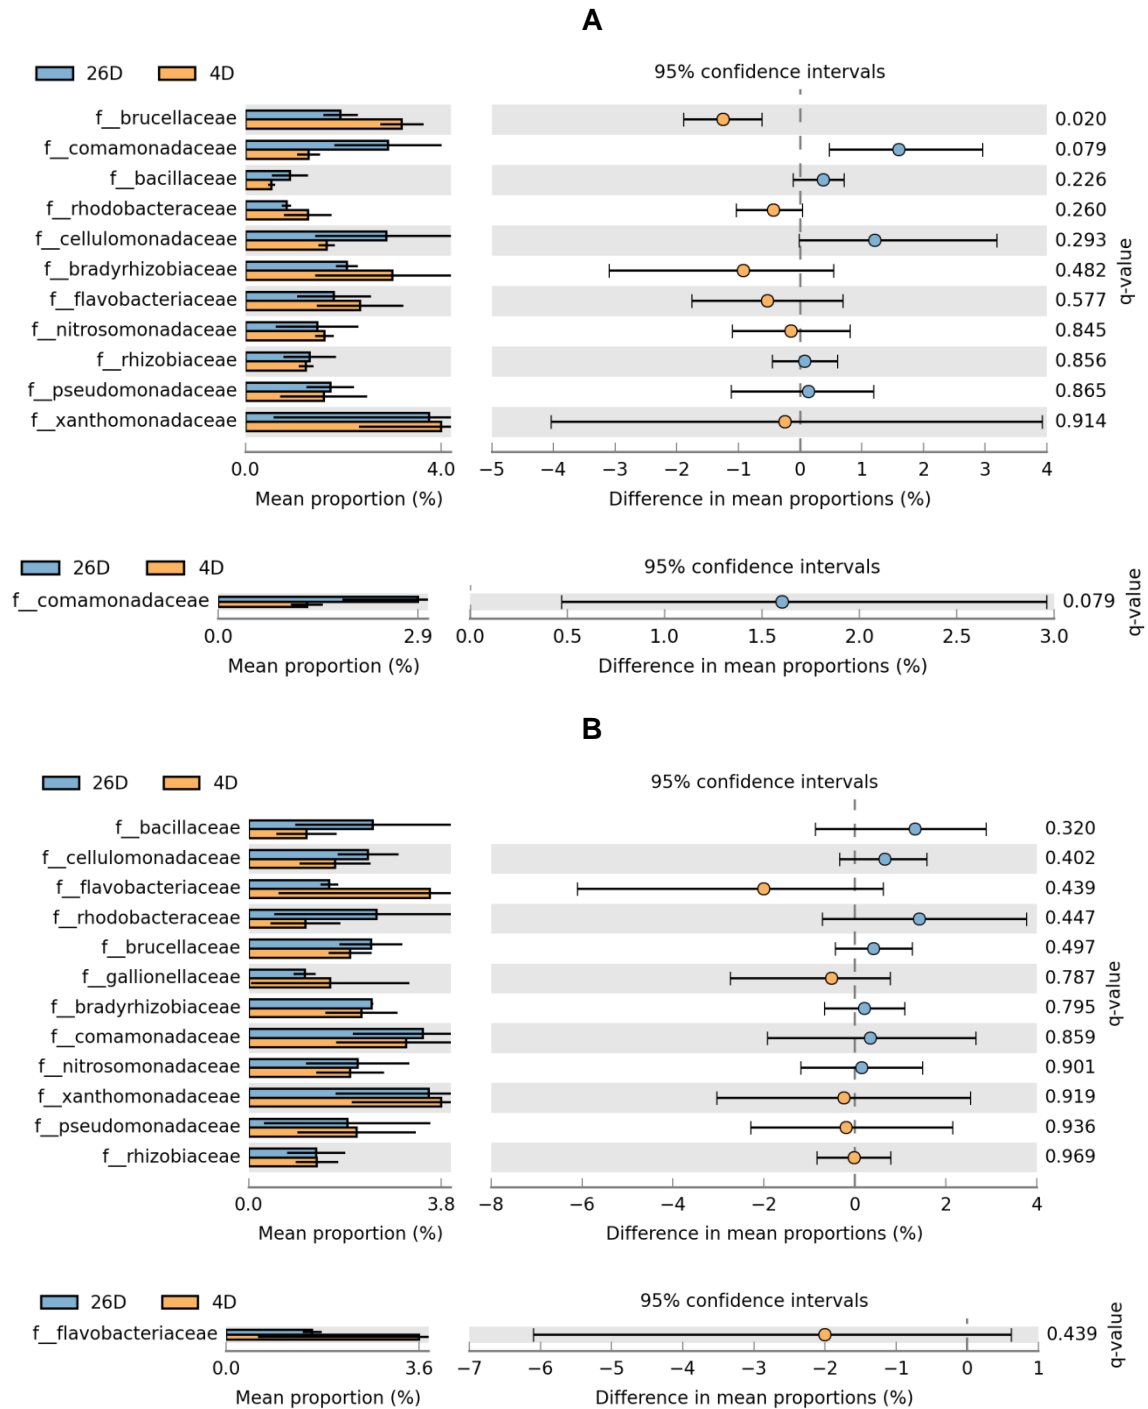 A
26D 4D 95% confidence intervals
f__brucellaceae 0.020
f__comamonadaceae 0.079
f__bacillaceae 0.226
f__rhodobacteraceae 0.260
f__cellulomonadaceae 0.293
f__bradyrhizobiaceae 0.482
f__flavobacteriaceae 0.577
f__nitrosomonadaceae 0.845
f__rhizobiaceae 0.856
f__pseudomonadaceae 0.865
f__xanthomonadaceae 0.914
q-value
0.0 4.0 −5 −4 −3 −2 −1 0 1 2 3 4
Mean proportion (%) Difference in mean proportions (%)
26D 4D 95% confidence intervals
f__comamonadaceae 0.079
q-value
0.0 2.9 0.0 0.5 1.0 1.5 2.0 2.5 3.0
Mean proportion (%) Difference in mean proportions (%)
B
26D 4D 95% confidence intervals
f__bacillaceae 0.320
f__cellulomonadaceae 0.402
f__flavobacteriaceae 0.439
f__rhodobacteraceae 0.447
f__brucellaceae 0.497
f__gallionellaceae 0.787
f__bradyrhizobiaceae 0.795
f__comamonadaceae 0.859
f__nitrosomonadaceae 0.901
f__xanthomonadaceae 0.919
f__pseudomonadaceae 0.936
f__rhizobiaceae 0.969
q-value
0.0 3.8 −8 −6 −4 −2 0 2 4
Mean proportion (%) Difference in mean proportions (%)
26D 4D 95% confidence intervals
f__flavobacteriaceae 0.439
q-value
0.0 3.6 −7 −6 −5 −4 −3 −2 −1 0 1
Mean proportion (%) Difference in mean proportions (%)